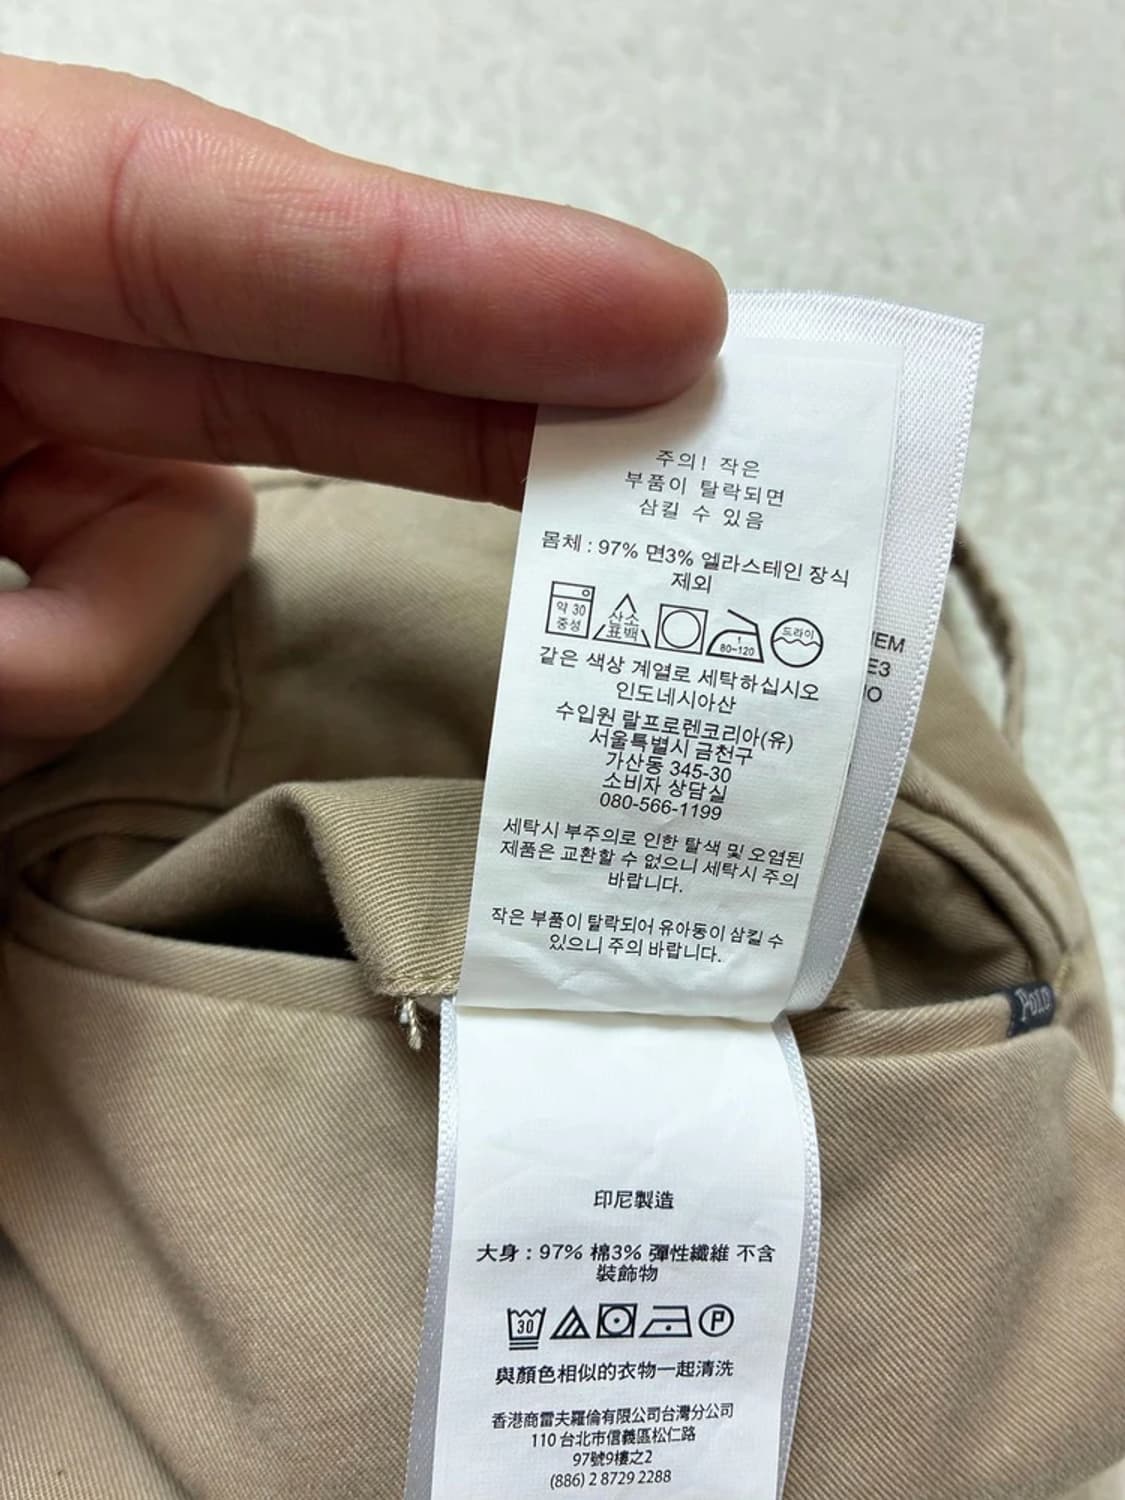 주의! 작은
부품이 탈락되면
삼킬 수 있음
몸체 : 97% 면3% 엘라스테인 장식
제외
약 30
중성
산소
표백
80~120
드라이
같은 색상 계열로 세탁하십시오
인도네시아산
수입원 랄프로렌코리아(유)
서울특별시 금천구
가산동 345-30
소비자 상담실
080-566-1199
세탁시 부주의로 인한 탈색 및 오염된
제품은 교환할 수 없으니 세탁시 주의
바랍니다.
작은 부품이 탈락되어 유아동이 삼킬 수
있으니 주의 바랍니다.
EM
E3
IO
POLO
印尼製造
大身 : 97% 棉3% 彈性纖維 不含
裝飾物
30
P
與顏色相似的衣物一起清洗
香港商雷夫羅倫有限公司台灣分公司
110 台北市信義區松仁路
97號9樓之2
(886) 2 8729 2288